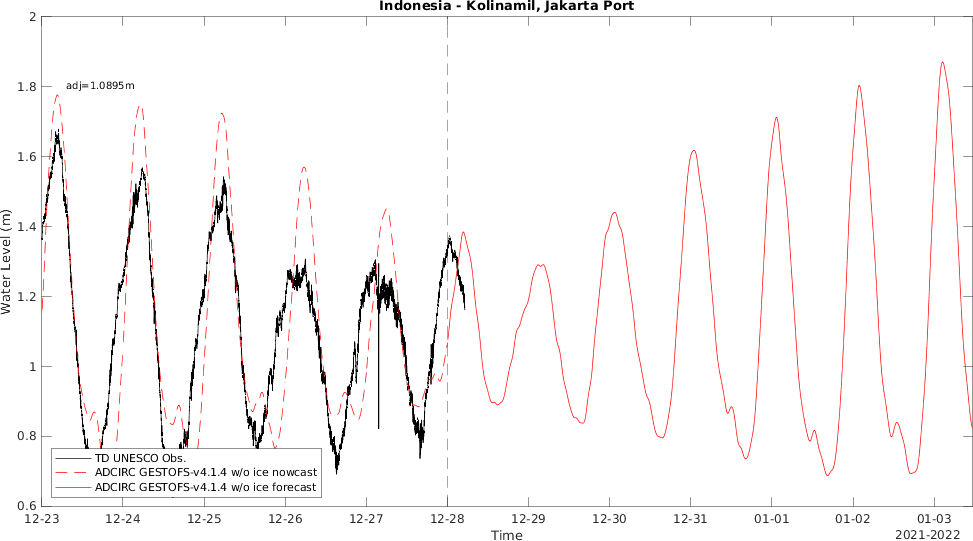 Indonesia - Kolinamil, Jakarta Port
2
1.8
1.6
1.4
1.2
1
0.8
0.6
Water Level (m)
adj=1.0895m
TD UNESCO Obs.
ADCIRC GESTOFS-v4.1.4 w/o ice nowcast
ADCIRC GESTOFS-v4.1.4 w/o ice forecast
12-23 12-24 12-25 12-26 12-27 12-28 12-29 12-30 12-31 01-01 01-02 01-03
Time
2021-2022